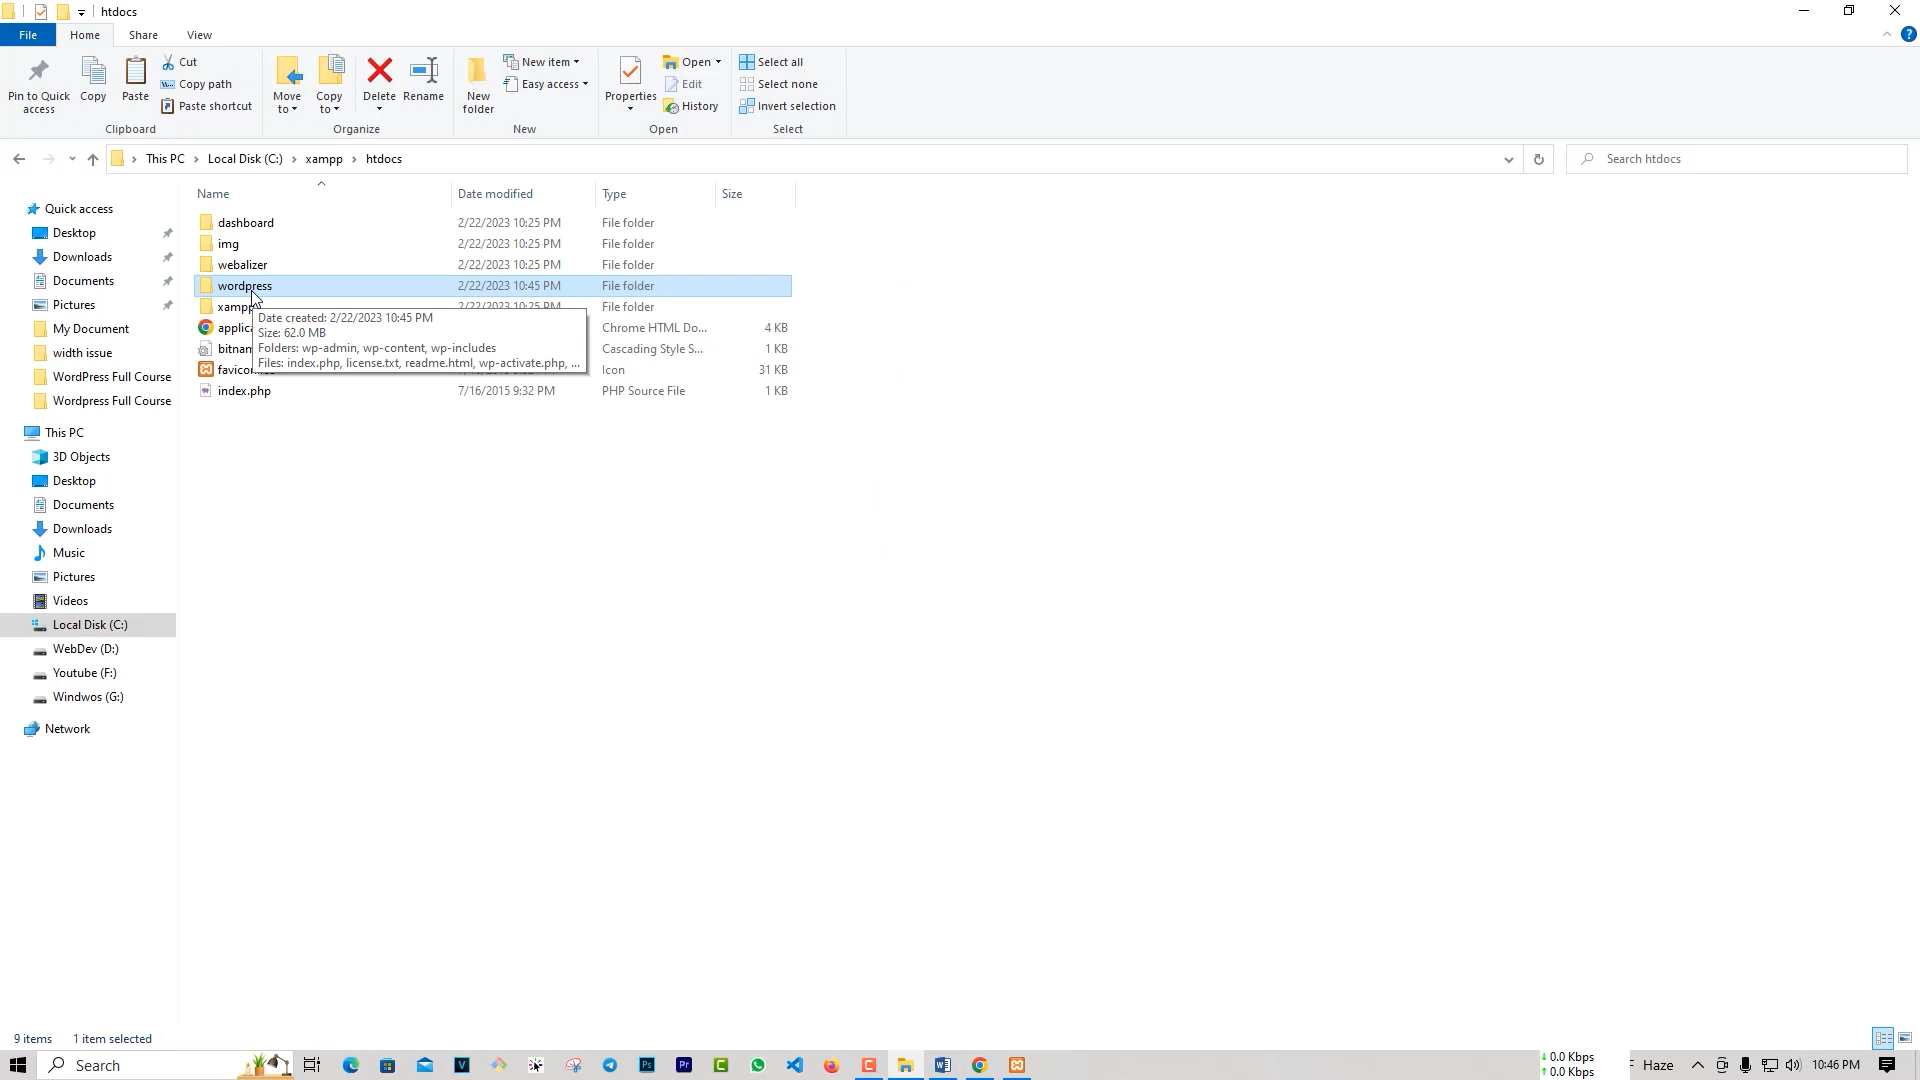 htdocs
File
Home
Share
View
Pin to Quick access
Copy
Paste
Cut
Copy path
Paste shortcut
Clipboard
Move to
Copy to
Delete
Rename
Organize
New folder
New item
Easy access
New
Properties
Open
Edit
History
Open
Select all
Select none
Invert selection
Select
This PC
Local Disk (C:)
xampp
htdocs
Search htdocs
Name
Date modified
Type
Size
dashboard 2/22/2023 10:25 PM File folder
img 2/22/2023 10:25 PM File folder
webalizer 2/22/2023 10:25 PM File folder
wordpress 2/22/2023 10:45 PM File folder
xampp 2/22/2023 10:25 PM File folder
Date created: 2/22/2023 10:45 PM
Size: 62.0 MB
Folders: wp-admin, wp-content, wp-includes
Files: index.php, license.txt, readme.html, wp-activate.php, ...
Chrome HTML Do... 4 KB
Cascading Style S... 1 KB
Icon 31 KB
index.php 7/16/2015 9:32 PM PHP Source File 1 KB
Quick access
Desktop
Downloads
Documents
Pictures
My Document
width issue
WordPress Full Course
Wordpress Full Course
This PC
3D Objects
Desktop
Documents
Downloads
Music
Pictures
Videos
Local Disk (C:)
WebDev (D:)
Youtube (F:)
Windwos (G:)
Network
9 items
1 item selected
Search
0.0 Kbps
0.0 Kbps
Haze
10:46 PM